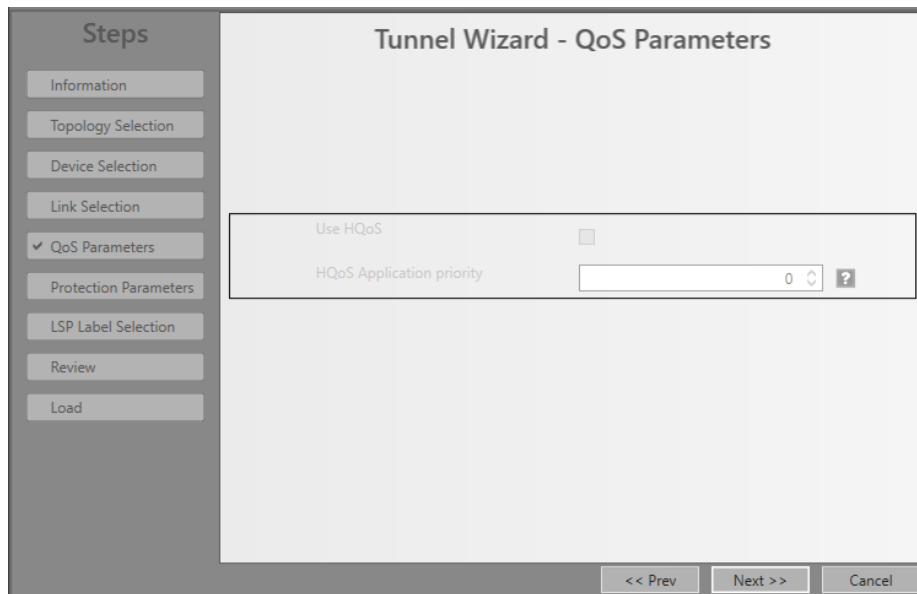 Steps
Information
Topology Selection
Device Selection
Link Selection
✔ QoS Parameters
Protection Parameters
LSP Label Selection
Review
Load
Tunnel Wizard - QoS Parameters
Use HQoS
HQoS Application priority
0
?
<< Prev
Next >>
Cancel